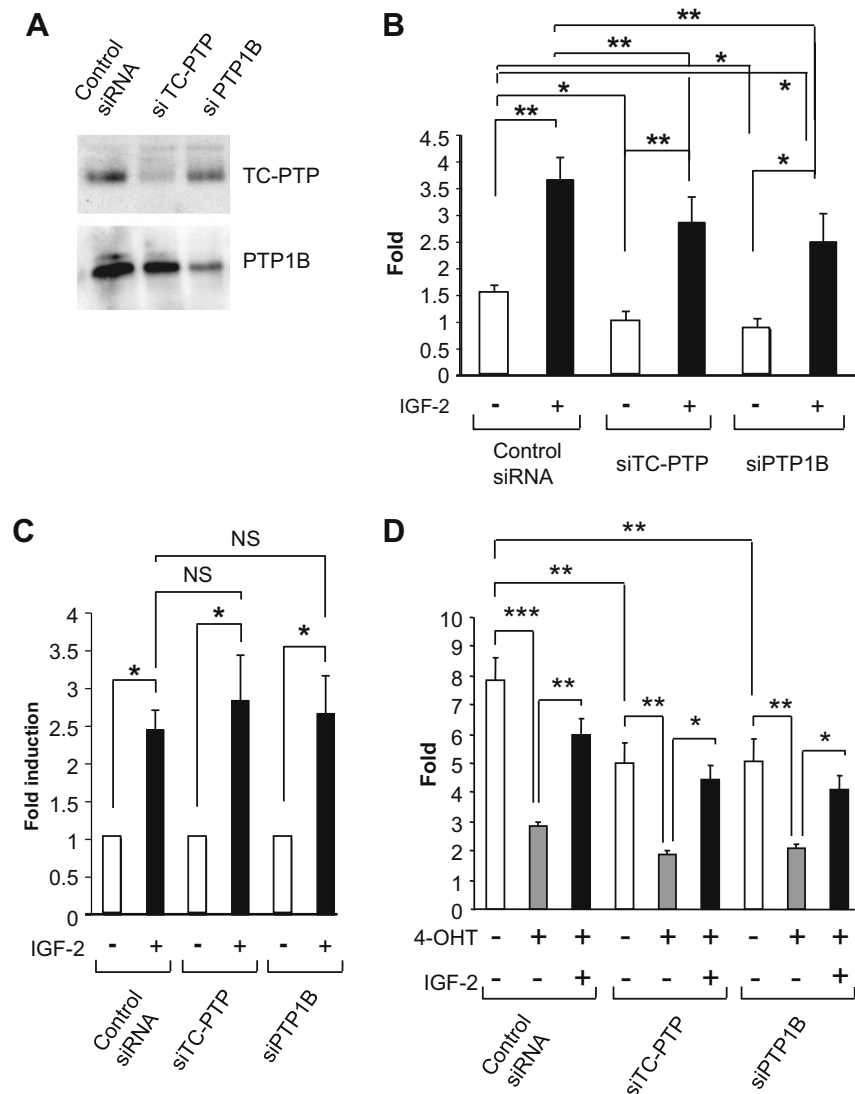 A
Control siRNA
si TC-PTP
si PTP1B
TC-PTP
PTP1B
B
**
**
*
*
*
**
**
*
4.5
4
3.5
3
2.5
2
1.5
1
0.5
0
Fold
IGF-2 - + - + - +
Control siRNA
siTC-PTP
siPTP1B
C
NS
NS
*
*
*
4
3.5
3
2.5
2
1.5
1
0.5
0
Fold induction
IGF-2 - + - + - +
Control siRNA
siTC-PTP
siPTP1B
D
**
**
***
**
**
*
**
*
10
9
8
7
6
5
4
3
2
1
0
Fold
4-OHT - + + - + + - + +
IGF-2 - - + - - + - - +
Control siRNA
siTC-PTP
siPTP1B